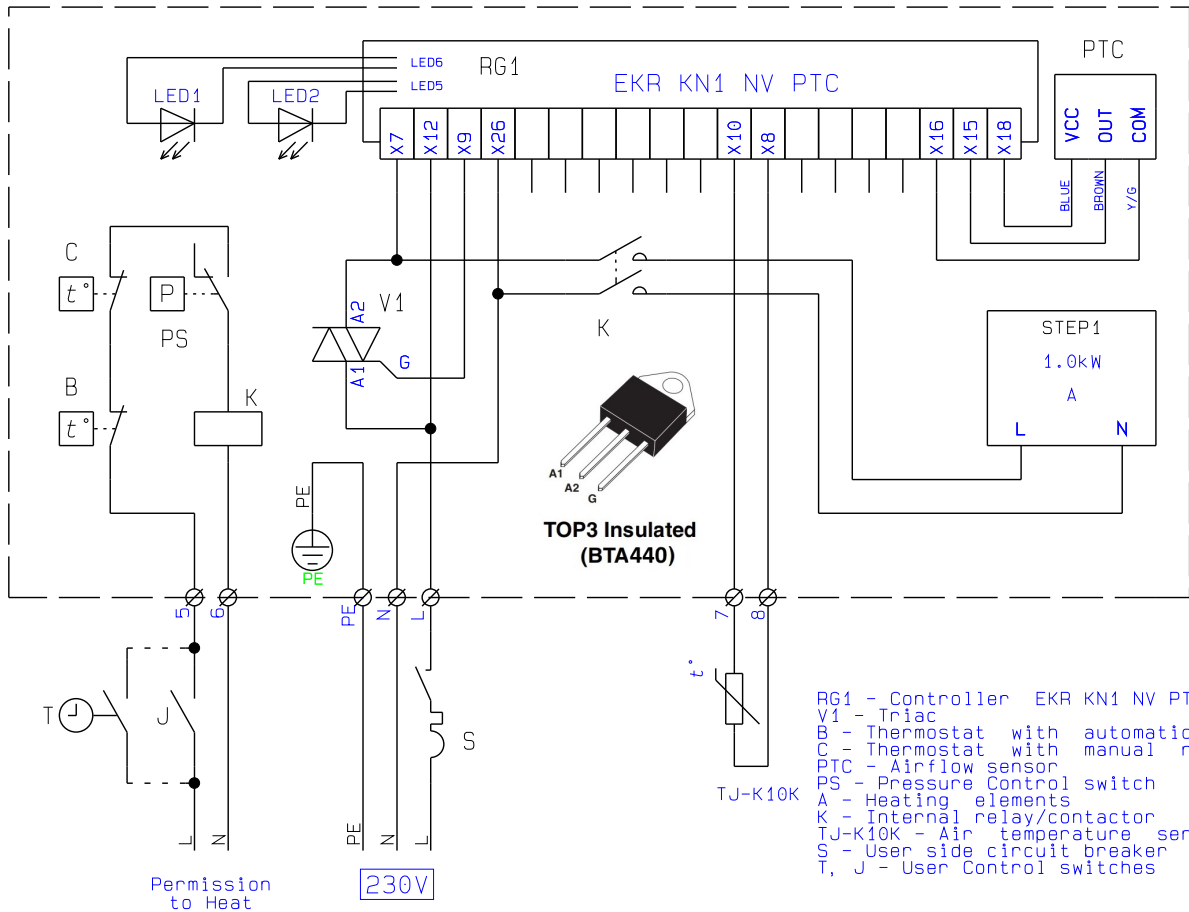 LED6
RG1
PTC
LED5
EKR KN1 NV PTC
LED1
LED2
X7 X12 X9 X26 X10 X8 X16 X15 X18
VCC OUT COM
BLUE BROWN Y/G
C
t°
P
PS
A2
V1
A1
G
K
STEP1
1.0kW
A
L N
B
t°
K
A1
A2
G
TOP3 Insulated
(BTA440)
PE
PE
5 6 PE N L 7 8
t°
T
J
S
TJ-K10K
L N PE N L
Permission
to Heat
230V
RG1 - Controller EKR KN1 NV PT
V1 - Triac
B - Thermostat with automatic
C - Thermostat with manual r
PTC - Airflow sensor
PS - Pressure Control switch
A - Heating elements
K - Internal relay/contactor
TJ-K10K - Air temperature ser
S - User side circuit breaker
T, J - User Control switches